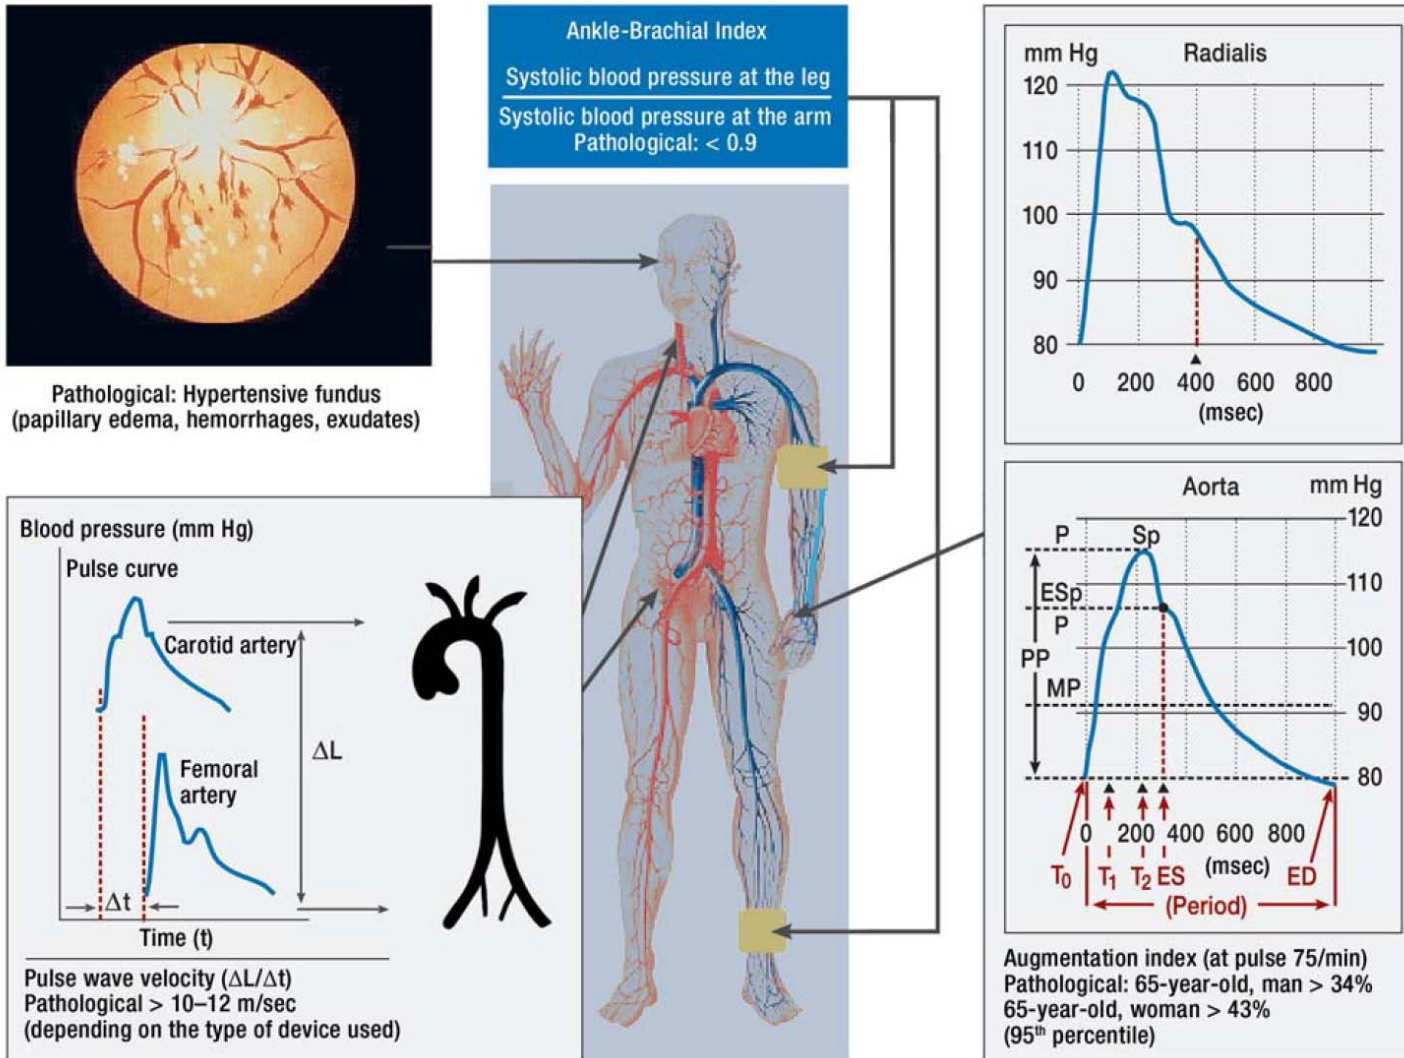 Ankle-Brachial Index
Systolic blood pressure at the leg
Systolic blood pressure at the arm
Pathological: < 0.9
Pathological: Hypertensive fundus
(papillary edema, hemorrhages, exudates)
Blood pressure (mm Hg)
Pulse curve
Carotid artery
ΔL
Femoral
artery
Δt
Time (t)
Pulse wave velocity (ΔL/Δt)
Pathological > 10–12 m/sec
(depending on the type of device used)
mm Hg
Radialis
120
110
100
90
80
0 200 400 600 800
(msec)
Aorta
mm Hg
P
Sp
120
ESp
110
P
PP
100
MP
90
80
0 200 400 600 800
(msec)
T0 T1 T2 ES ED
(Period)
Augmentation index (at pulse 75/min)
Pathological: 65-year-old, man > 34%
65-year-old, woman > 43%
(95th percentile)